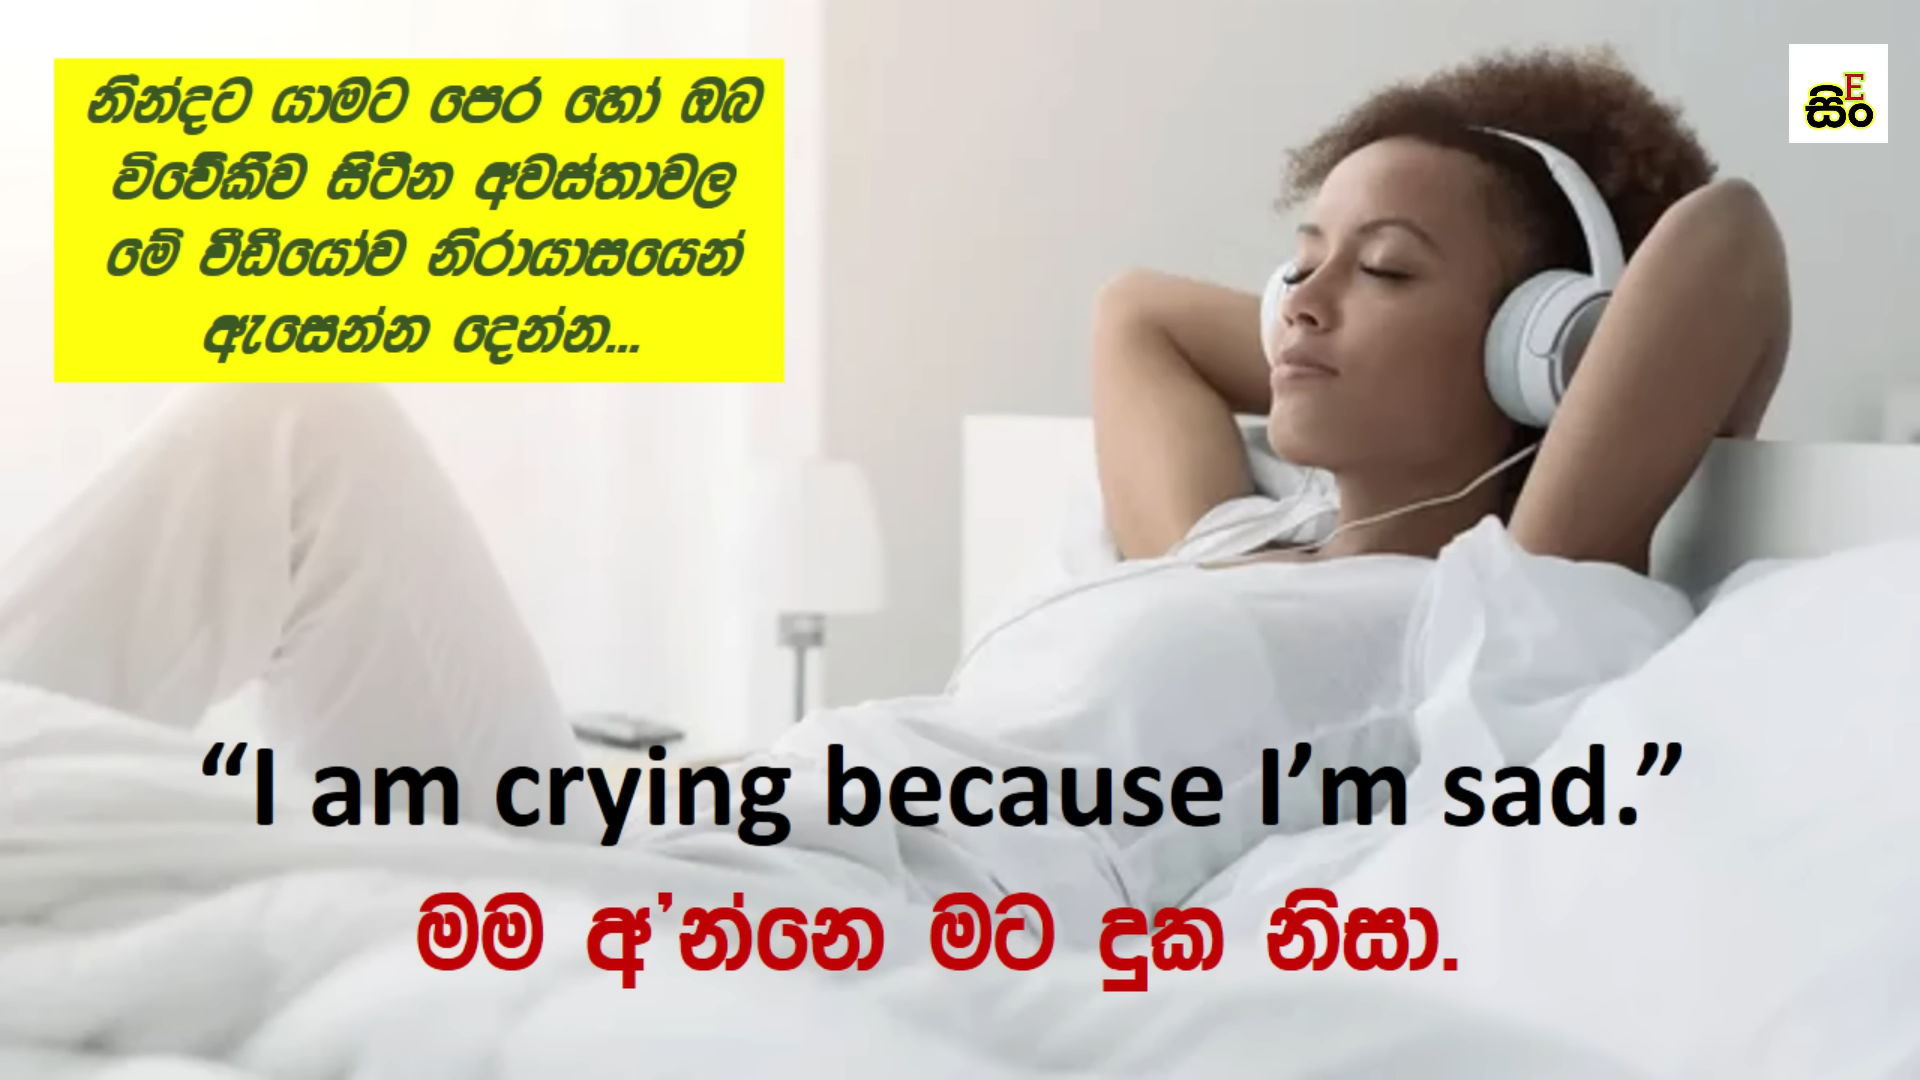 නින්දට යාමට පෙර හෝ ඔබ
විවේකීව සිටින අවස්තාවල
මේ වීඩියෝව නිරායාසයෙන්
ඇසෙන්න දෙන්න...
සිංE
“I am crying because I’m sad.”
මම අ'න්නෙ මට දුක නිසා.